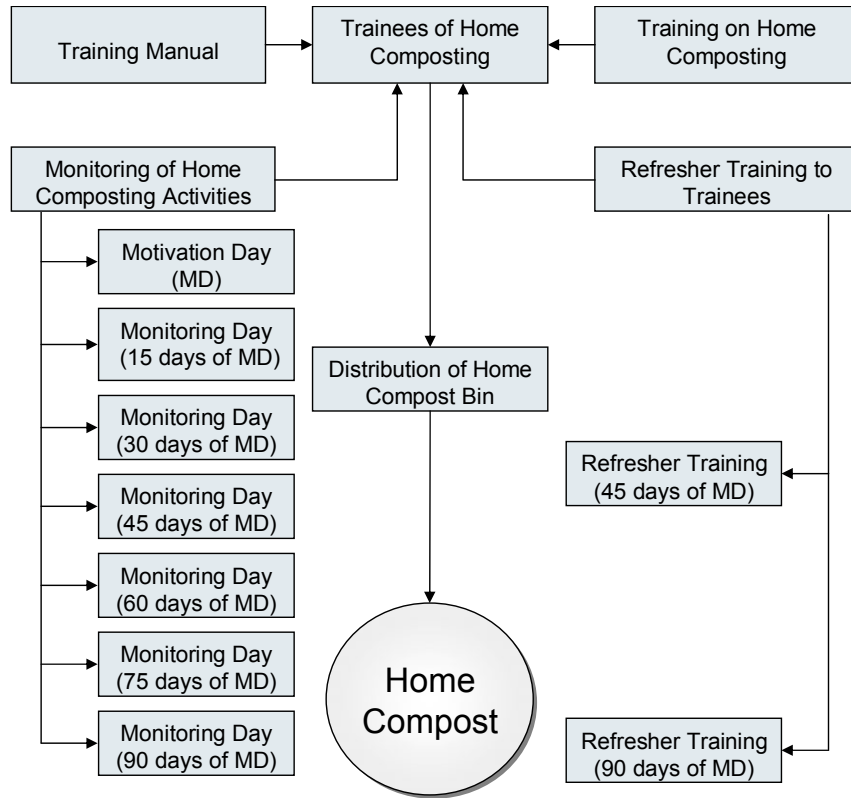 Training Manual
Trainees of Home
Composting
Training on Home
Composting
Monitoring of Home
Composting Activities
Refresher Training to
Trainees
Motivation Day
(MD)
Monitoring Day
(15 days of MD)
Monitoring Day
(30 days of MD)
Monitoring Day
(45 days of MD)
Monitoring Day
(60 days of MD)
Monitoring Day
(75 days of MD)
Monitoring Day
(90 days of MD)
Distribution of Home
Compost Bin
Home
Compost
Refresher Training
(45 days of MD)
Refresher Training
(90 days of MD)